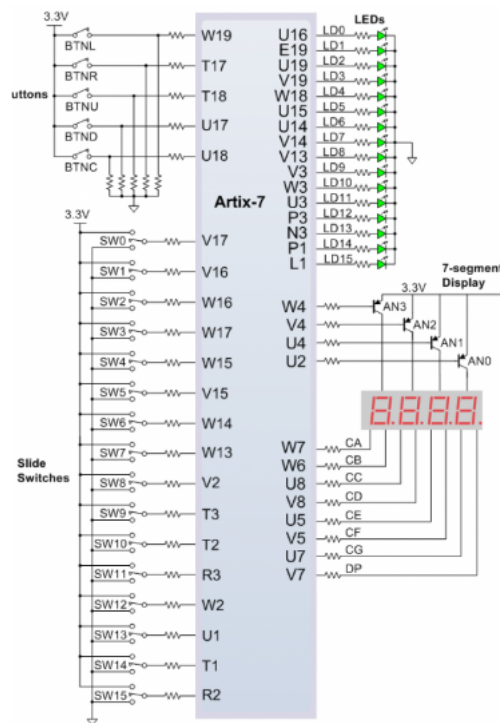 3.3V
BTNL
BTNR
uttons
BTNU
BTND
BTNC
W19
T17
T18
U17
U18
Artix-7
LEDs
U16 LD0
E19 LD1
U19 LD2
V19 LD3
W18 LD4
U15 LD5
U14 LD6
V14 LD7
V13 LD8
V3 LD9
W3 LD10
U3 LD11
P3 LD12
N3 LD13
P1 LD14
L1 LD15
3.3V
SW0 V17
SW1 V16
SW2 W16
SW3 W17
SW4 W15
SW5 V15
SW6 W14
SW7 W13
Slide
Switches
SW8 V2
SW9 T3
SW10 T2
SW11 R3
SW12 W2
SW13 U1
SW14 T1
SW15 R2
7-segment
Display
3.3V
W4 AN3
V4 AN2
U4 AN1
U2 AN0
8.8.8.8.
W7 CA
W6 CB
U8 CC
V8 CD
U5 CE
V5 CF
U7 CG
V7 DP